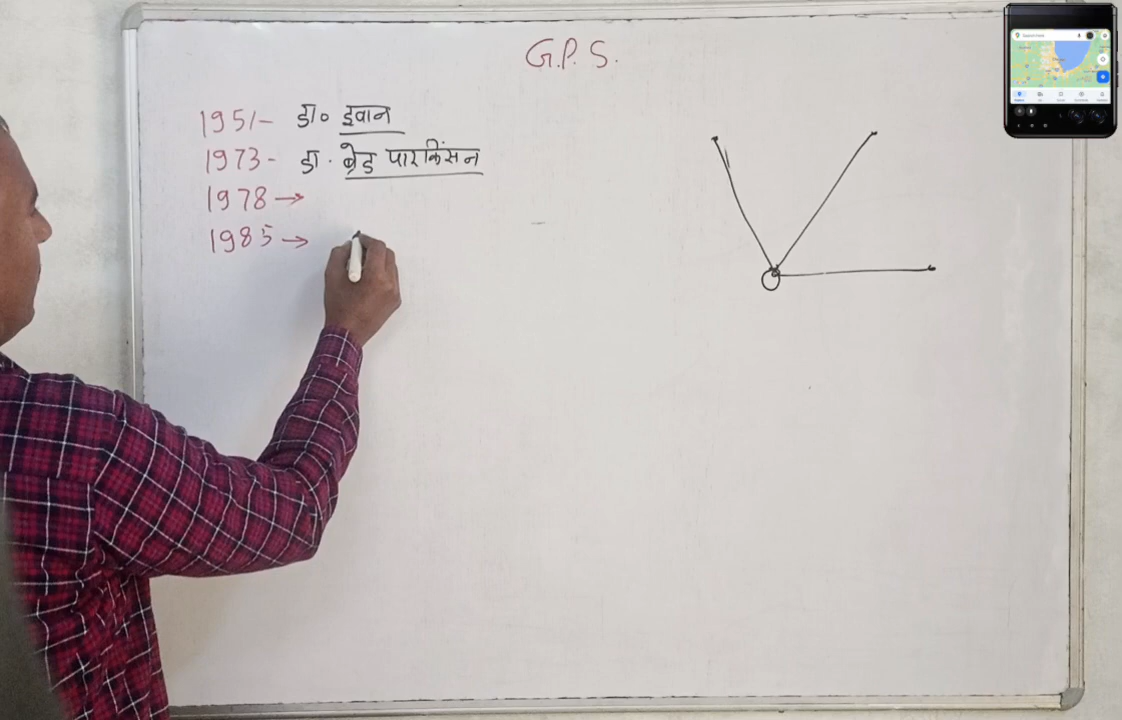 G.P.S.
1951- डा० इवान
1973- डा. ब्रेड पारकिंसन
1978→
1985→